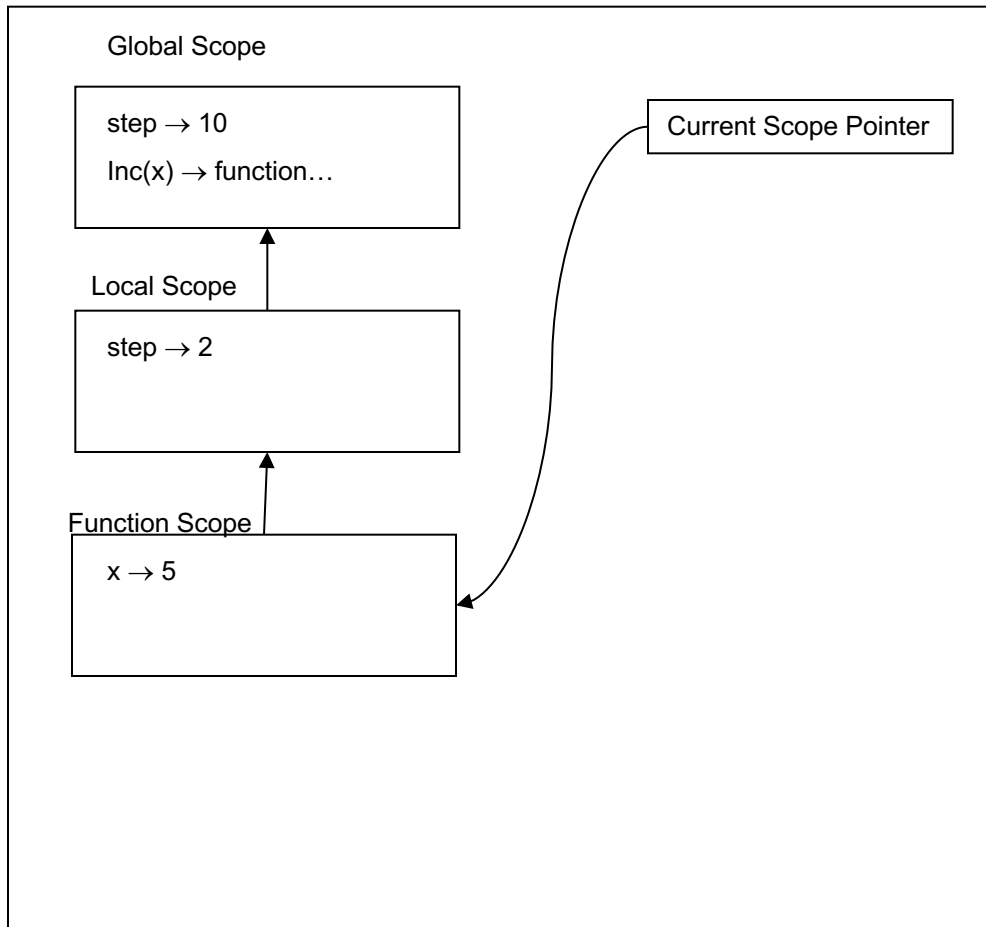 Global Scope
step → 10
Inc(x) → function…
Current Scope Pointer
Local Scope
step → 2
Function Scope
x → 5